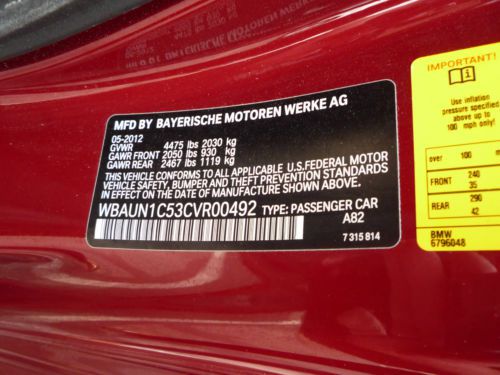 MFD BY BAYERISCHE MOTOREN WERKE AG
05-2012
GVWR 4475 lbs 2030 kg
GAWR FRONT 2050 lbs 930 kg
GAWR REAR 2467 lbs 1119 kg
THIS VEHICLE CONFORMS TO ALL APPLICABLE U.S.FEDERAL MOTOR
VEHICLE SAFETY, BUMPER, AND THEFT PREVENTION STANDARDS
IN EFFECT ON THE DATE OF MANUFACTURE SHOWN ABOVE.
WBAUN1C53CVR00492 TYPE: PASSENGER CAR
A82
7 315 814
IMPORTANT!
Use inflation
pressure specified
above up to
100 mph only!
over 100 m
FRONT 240
35
REAR 290
42
BMW
6796048